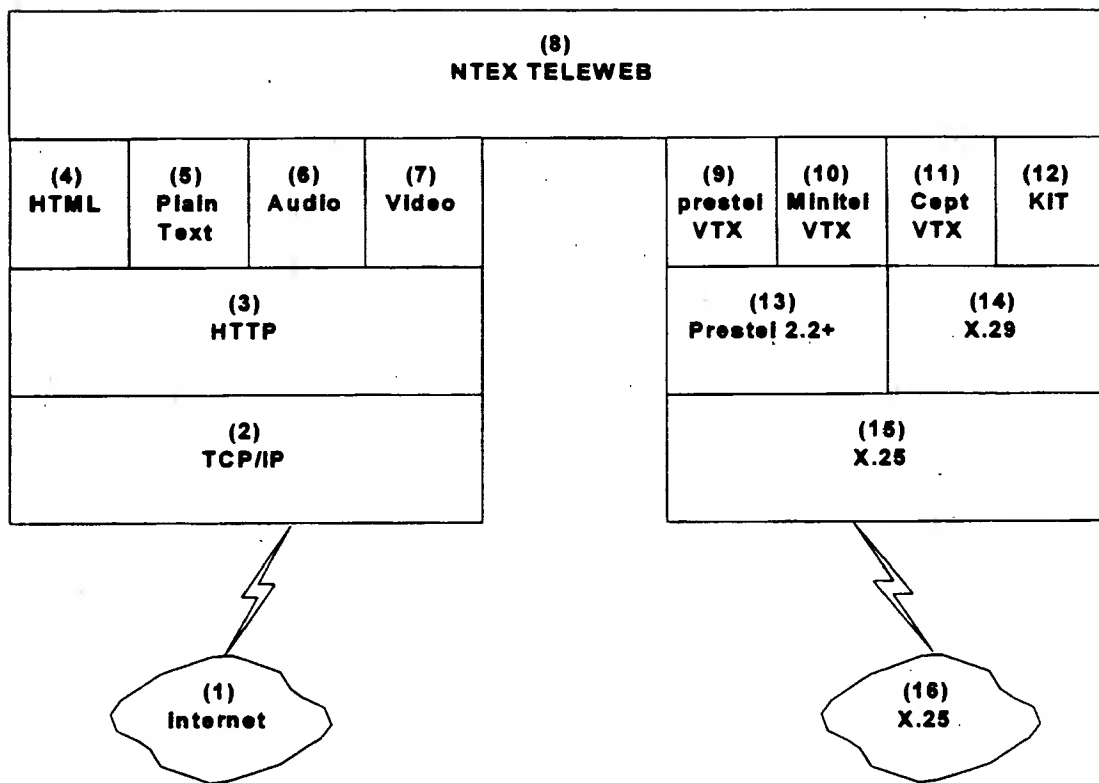 (8)
NTEX TELEWEB
(4)
HTML
(5)
Plain
Text
(6)
Audio
(7)
Video
(9)
prestel
VTX
(10)
Minitel
VTX
(11)
Cept
VTX
(12)
KIT
(3)
HTTP
(13)
Prestel 2.2+
(14)
X.29
(2)
TCP/IP
(15)
X.25
(1)
Internet
(16)
X.25